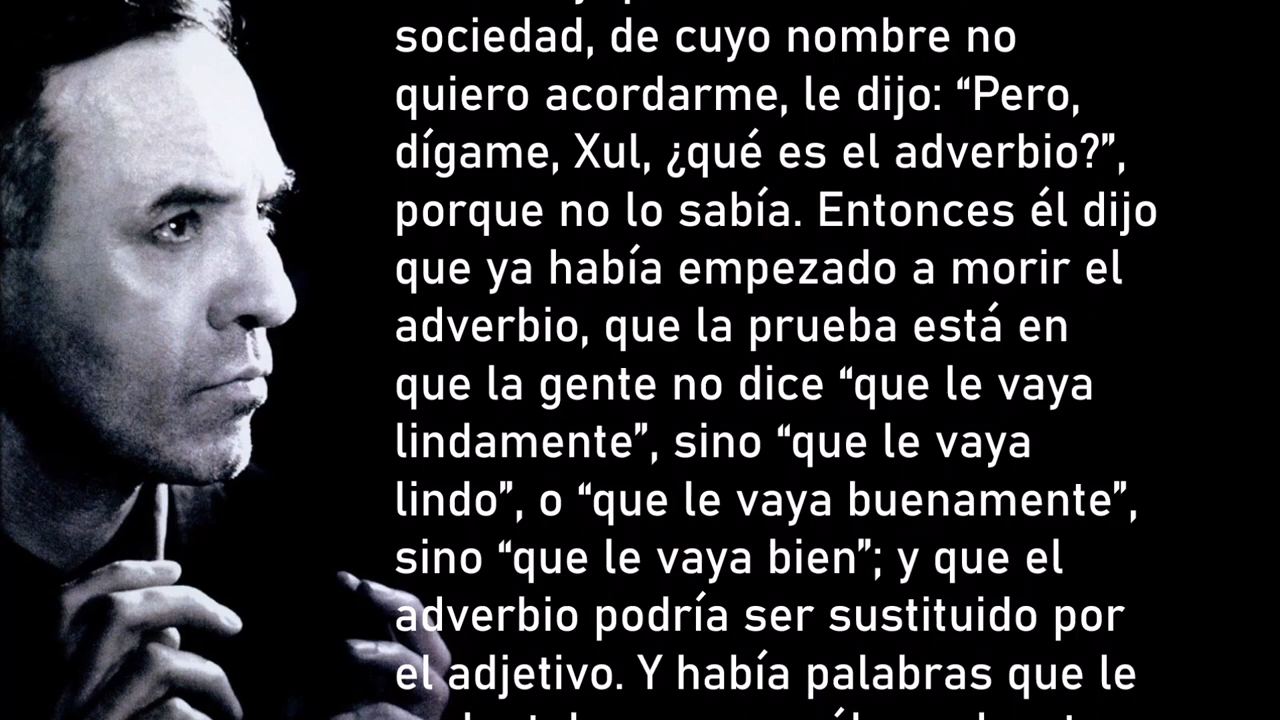 sociedad, de cuyo nombre no
quiero acordarme, le dijo: “Pero,
dígame, Xul, ¿qué es el adverbio?”,
porque no lo sabía. Entonces él dijo
que ya había empezado a morir el
adverbio, que la prueba está en
que la gente no dice “que le vaya
lindamente”, sino “que le vaya
lindo”, o “que le vaya buenamente”,
sino “que le vaya bien”; y que el
adverbio podría ser sustituido por
el adjetivo. Y había palabras que le